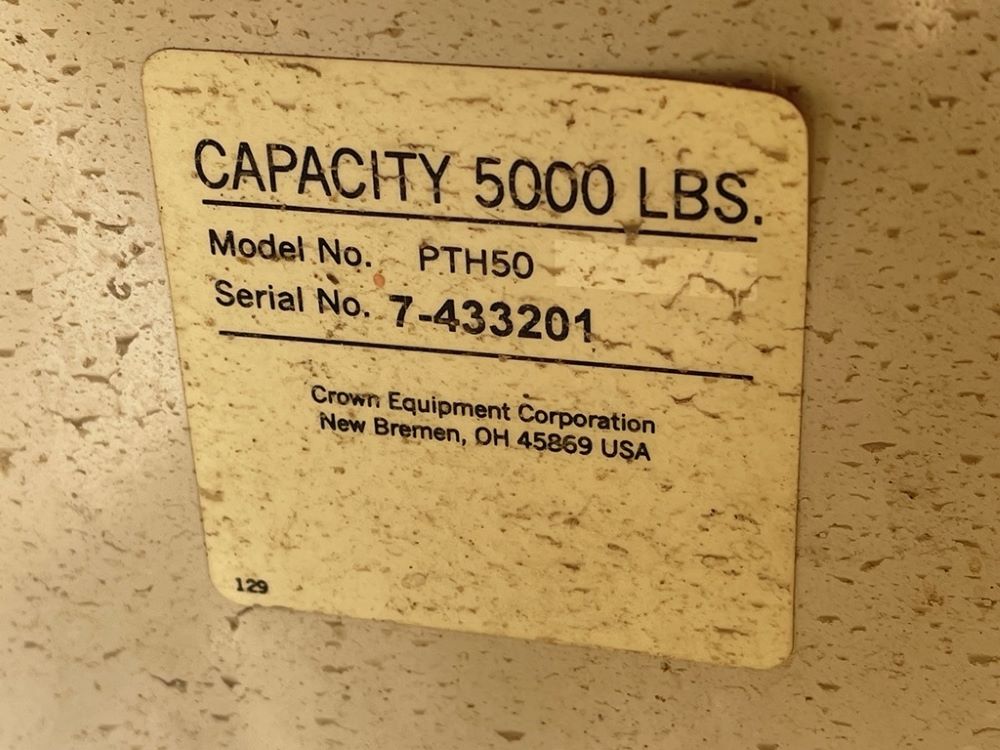 CAPACITY 5000 LBS.
Model No. PTH50
Serial No. 7-433201
Crown Equipment Corporation
New Bremen, OH 45869 USA
129